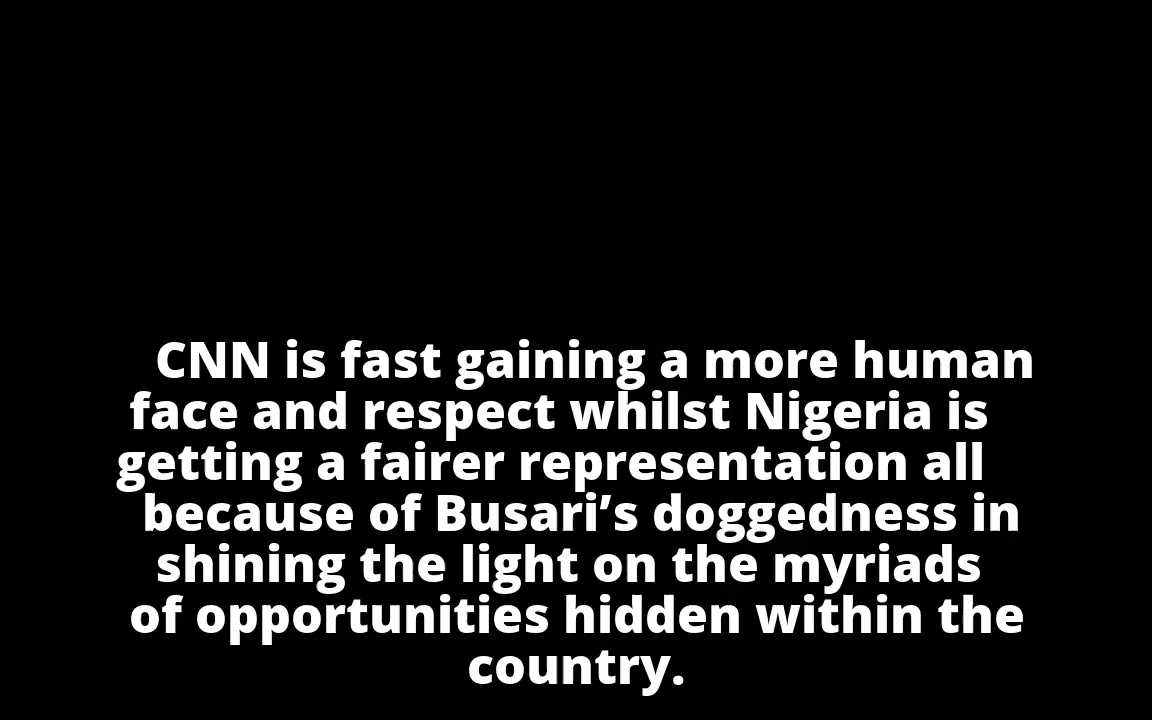 CNN is fast gaining a more human
face and respect whilst Nigeria is
getting a fairer representation all
because of Busari’s doggedness in
shining the light on the myriads
of opportunities hidden within the
country.